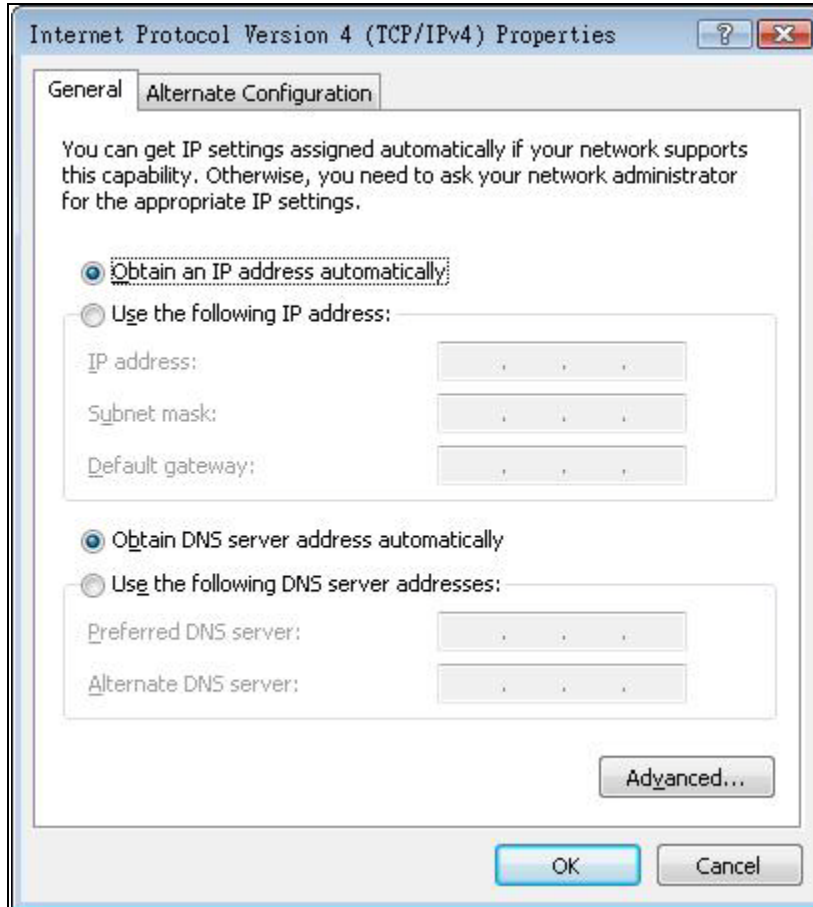 Internet Protocol Version 4 (TCP/IPv4) Properties
?
General
Alternate Configuration
You can get IP settings assigned automatically if your network supports
this capability. Otherwise, you need to ask your network administrator
for the appropriate IP settings.
Obtain an IP address automatically
Use the following IP address:
IP address:
Subnet mask:
Default gateway:
Obtain DNS server address automatically
Use the following DNS server addresses:
Preferred DNS server:
Alternate DNS server:
Advanced...
OK
Cancel